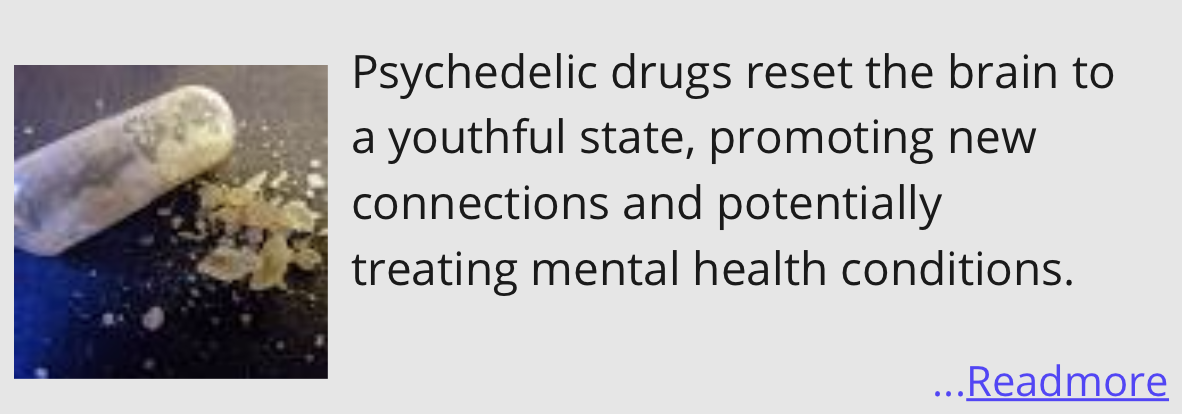 Psychedelic drugs reset the brain to
a youthful state, promoting new
connections and potentially
treating mental health conditions.
...Readmore